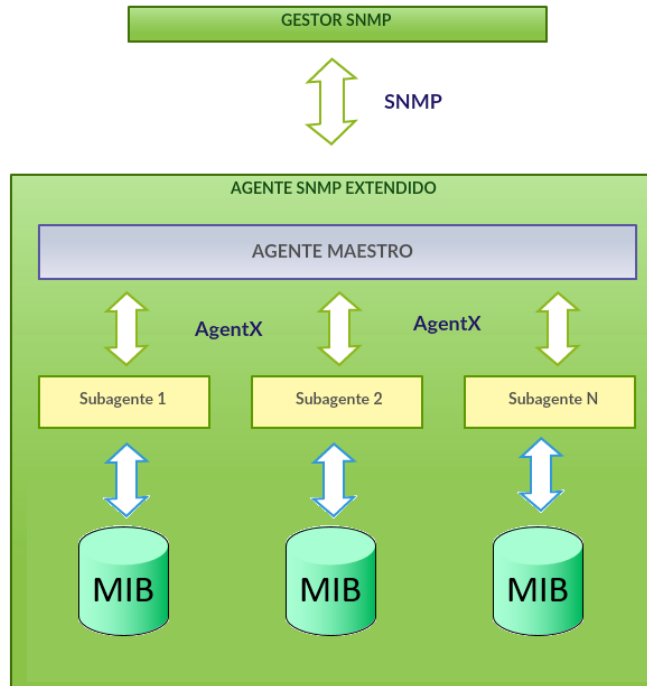 GESTOR SNMP
SNMP
AGENTE SNMP EXTENDIDO
AGENTE MAESTRO
AgentX
AgentX
Subagente 1
Subagente 2
Subagente N
MIB
MIB
MIB